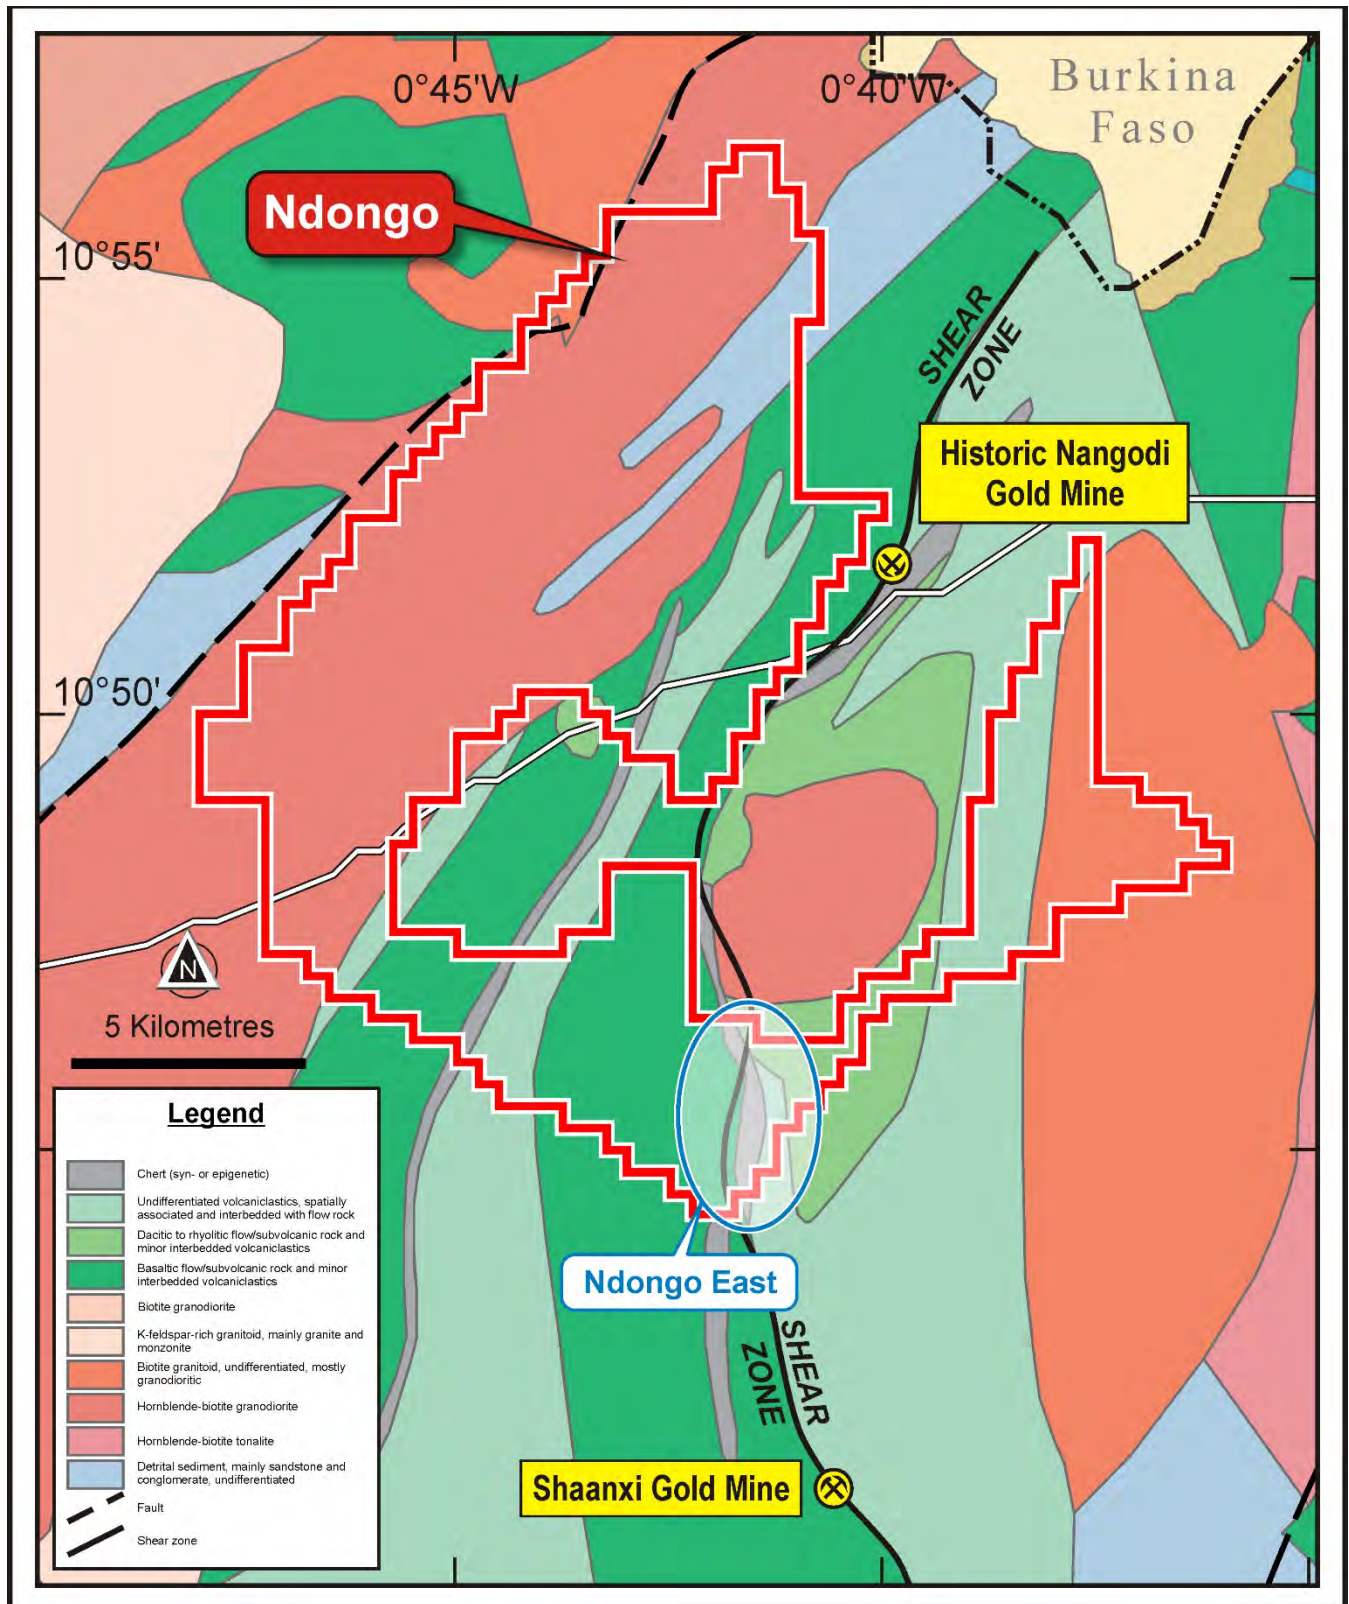 0°45'W
0°40'W
Burkina
Faso
Ndongo
10°55'
SHEAR
ZONE
Historic Nangodi
Gold Mine
10°50'
N
5 Kilometres
Legend
Chert (syn- or epigenetic)
Undifferentiated volcaniclastics, spatially
associated and interbedded with flow rock
Dacitic to rhyolitic flow/subvolcanic rock and
minor interbedded volcaniclastics
Basaltic flow/subvolcanic rock and minor
interbedded volcaniclastics
Biotite granodiorite
K-feldspar-rich granitoid, mainly granite and
monzonite
Biotite granitoid, undifferentiated, mostly
granodioritic
Hornblende-biotite granodiorite
Hornblende-biotite tonalite
Detrital sediment, mainly sandstone and
conglomerate, undifferentiated
Fault
Shear zone
Ndongo East
SHEAR
ZONE
Shaanxi Gold Mine